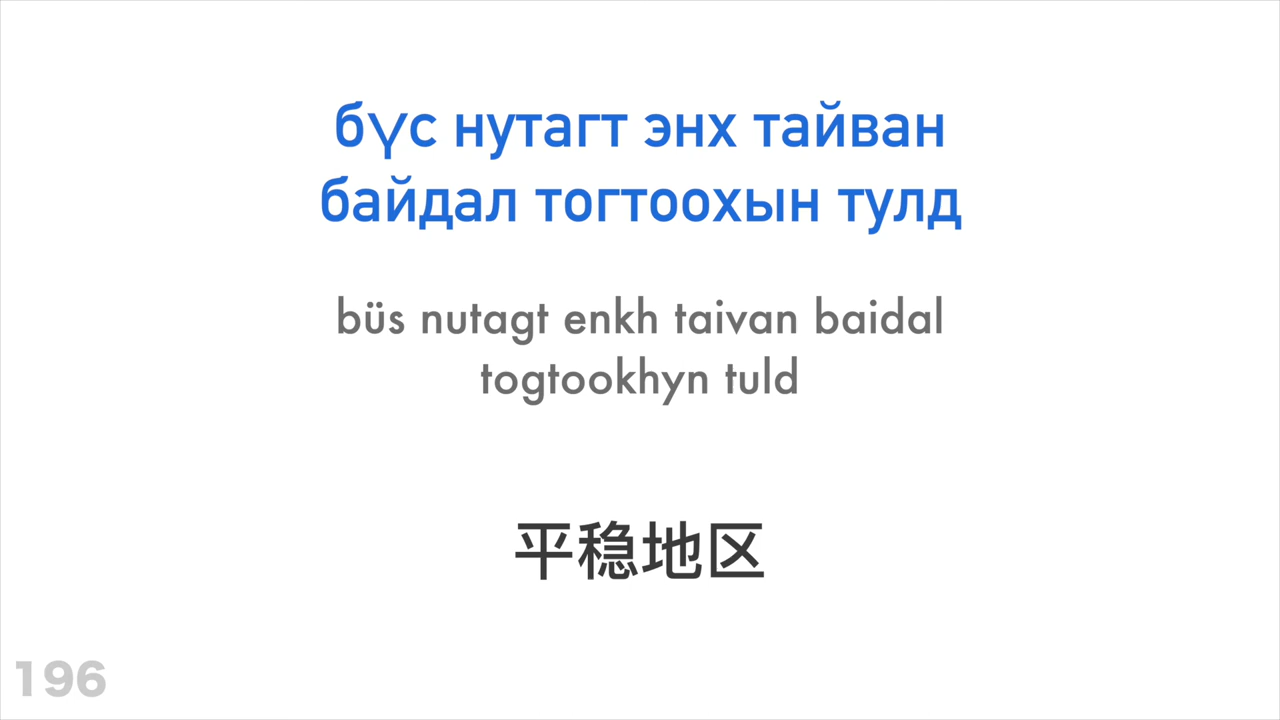 бүс нутагт энх тайван
байдал тогтоохын тулд
büs nutagt enkh taivan baidal
togtookhyn tuld
平稳地区
196